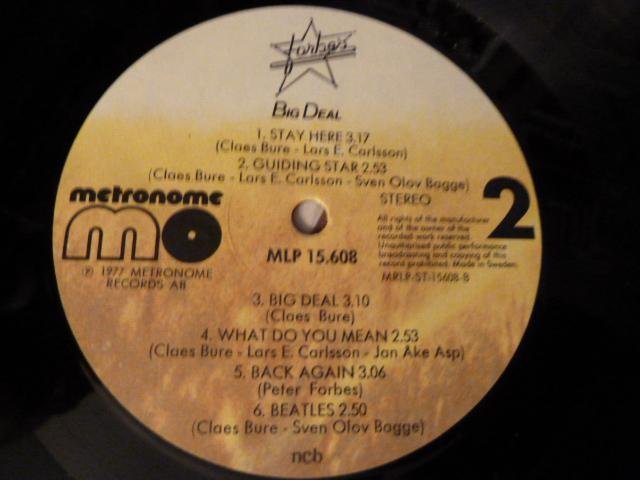 Forbes
BIG DEAL
1. STAY HERE 3.17
(Claes Bure - Lars E. Carlsson)
2. GUIDING STAR 2.53
(Claes Bure - Lars E. Carlsson - Sven Olov Bagge)
metronome
mo
℗ 1977 METRONOME
RECORDS AB
MLP 15.608
STEREO
2
All rights of the manufacturer
and of the owner of the
recorded work reserved.
Unauthorised public performance
broadcasting and copying of this
record prohibited. Made in Sweden.
MRLP-ST-15608-B
3. BIG DEAL 3.10
(Claes Bure)
4. WHAT DO YOU MEAN 2.53
(Claes Bure - Lars E. Carlsson - Jan Ake Asp)
5. BACK AGAIN 3.06
(Peter Forbes)
6. BEATLES 2.50
(Claes Bure - Sven Olov Bagge)
ncb